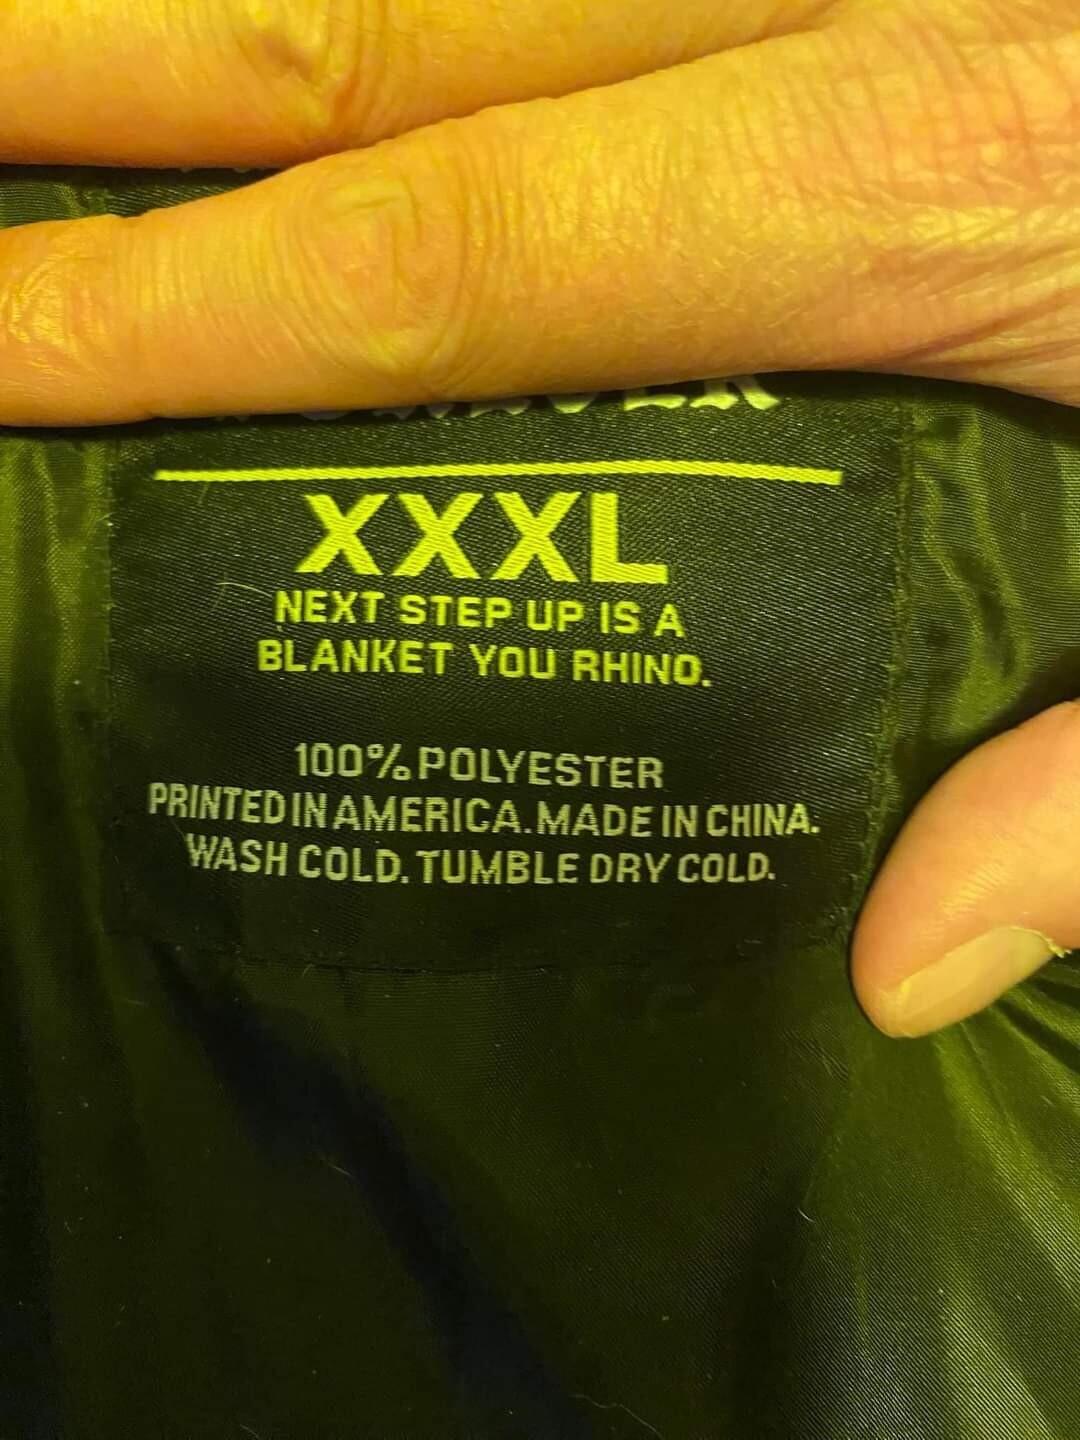 XXXL
NEXT STEP UP IS A
BLANKET YOU RHINO.
100% POLYESTER
PRINTED IN AMERICA. MADE IN CHINA.
WASH COLD. TUMBLE DRY COLD.